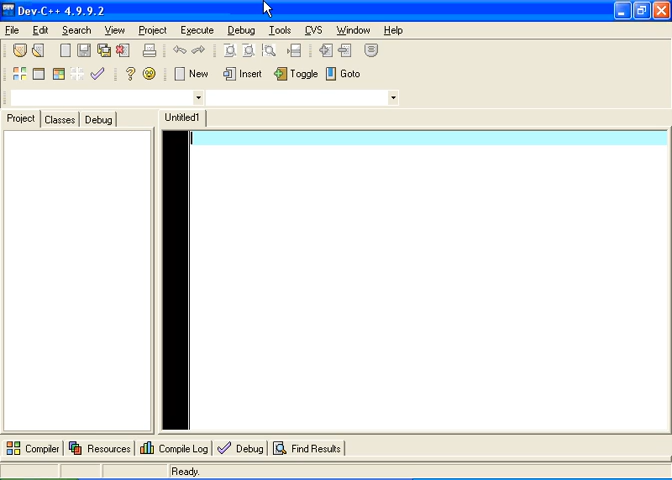 Dev-C++ 4.9.9.2
File Edit Search View Project Execute Debug Tools CVS Window Help
New Insert Toggle Goto
Project Classes Debug Untitled1
Compiler Resources Compile Log Debug Find Results
Ready.